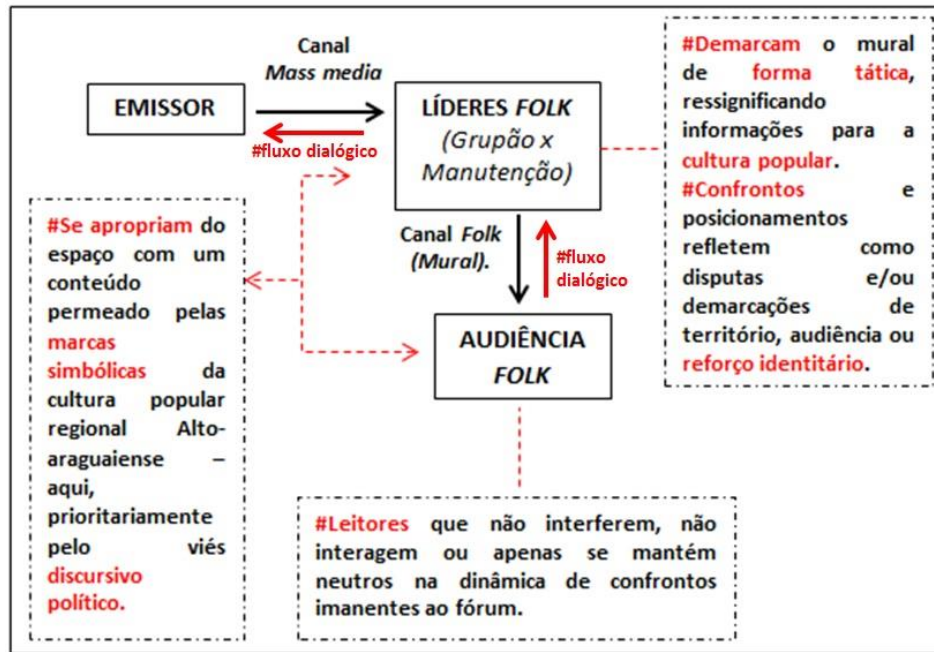 Canal
Mass media
EMISSOR
#fluxo dialógico
LÍDERES FOLK
(Grupão x
Manutenção)
#Demarcam o mural
de forma tática,
ressignificando
informações para a
cultura popular.
#Confrontos e
posicionamentos
refletem como
disputas e/ou
demarcações de
território, audiência ou
reforço identitário.
#Se apropriam do
espaço com um
conteúdo
permeado pelas
marcas
simbólicas da
cultura popular
regional Alto-
araguaiense –
aqui,
prioritariamente
pelo viés
discursivo
político.
Canal Folk
(Mural).
#fluxo
dialógico
AUDIÊNCIA
FOLK
#Leitores que não interferem, não
interagem ou apenas se mantém
neutros na dinâmica de confrontos
imanentes ao fórum.